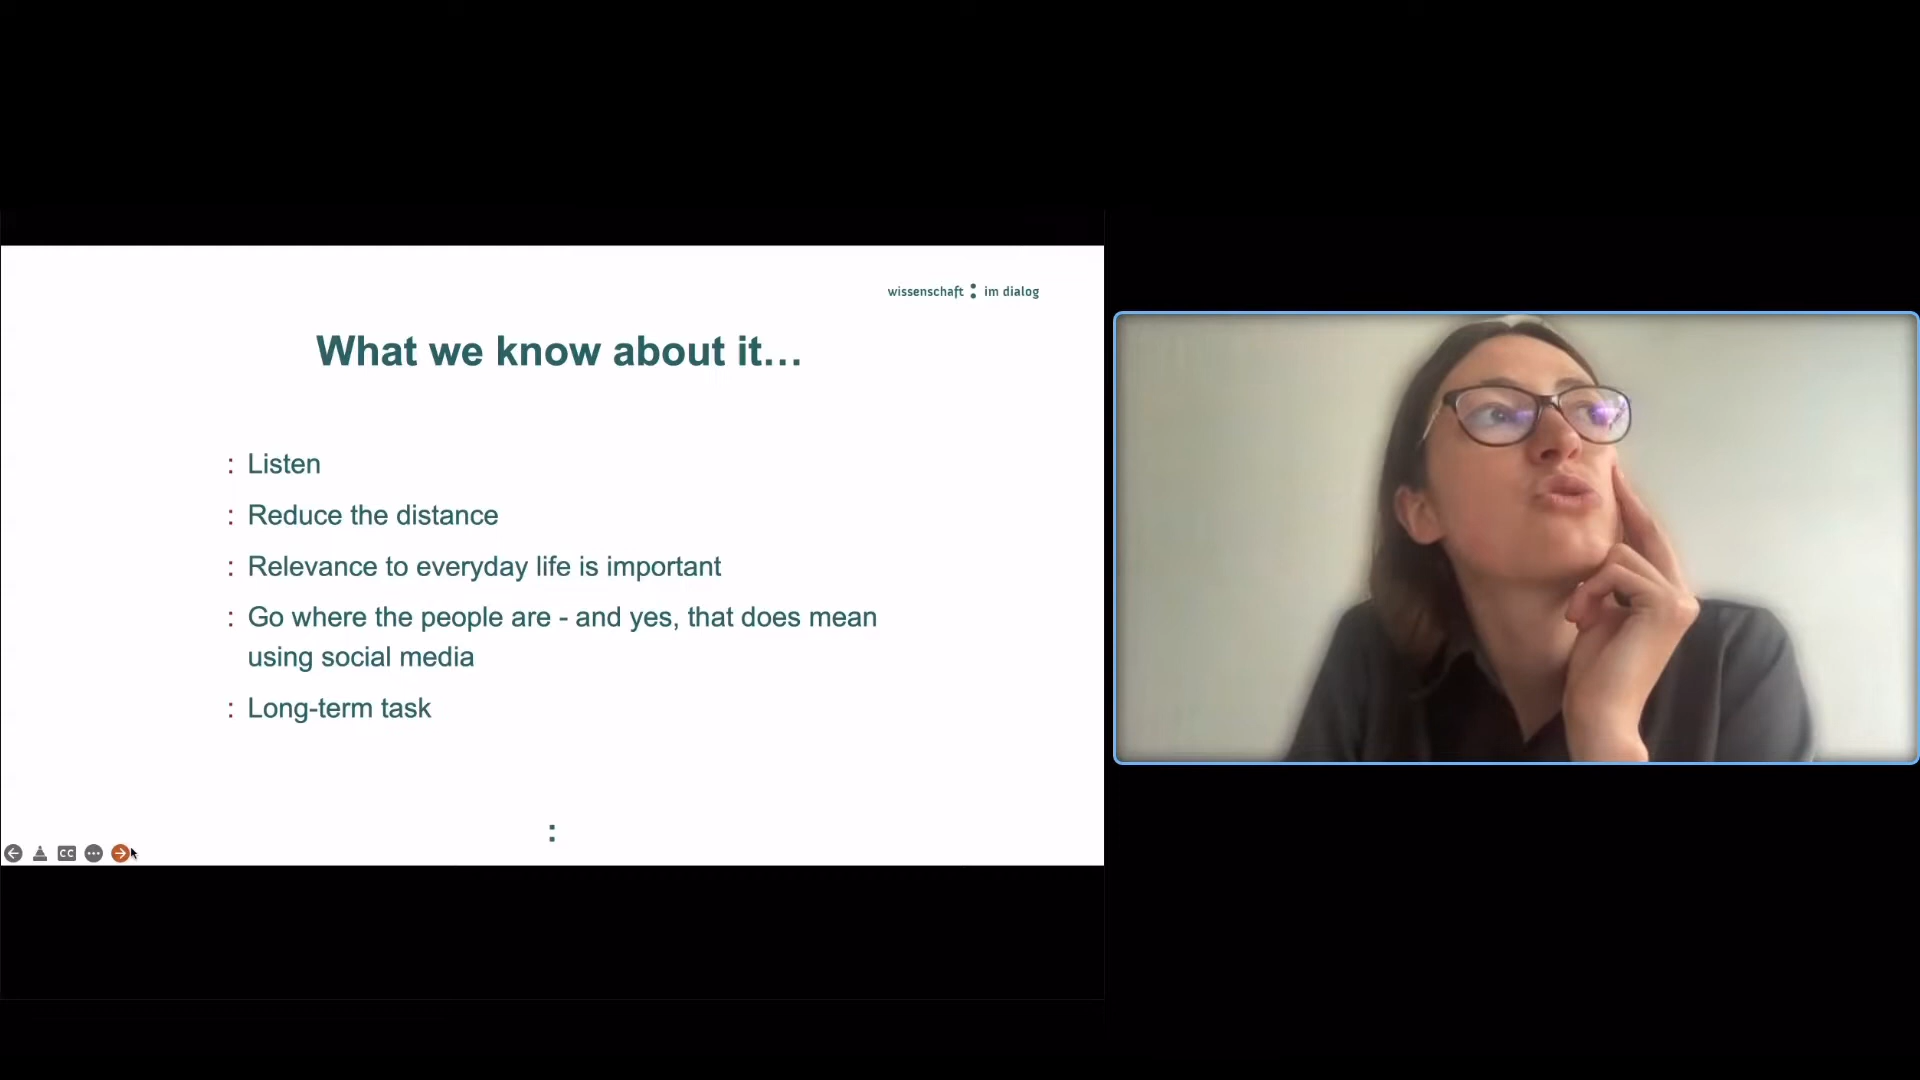 wissenschaft : im dialog
What we know about it...
: Listen
: Reduce the distance
: Relevance to everyday life is important
: Go where the people are - and yes, that does mean
using social media
: Long-term task
:
CC